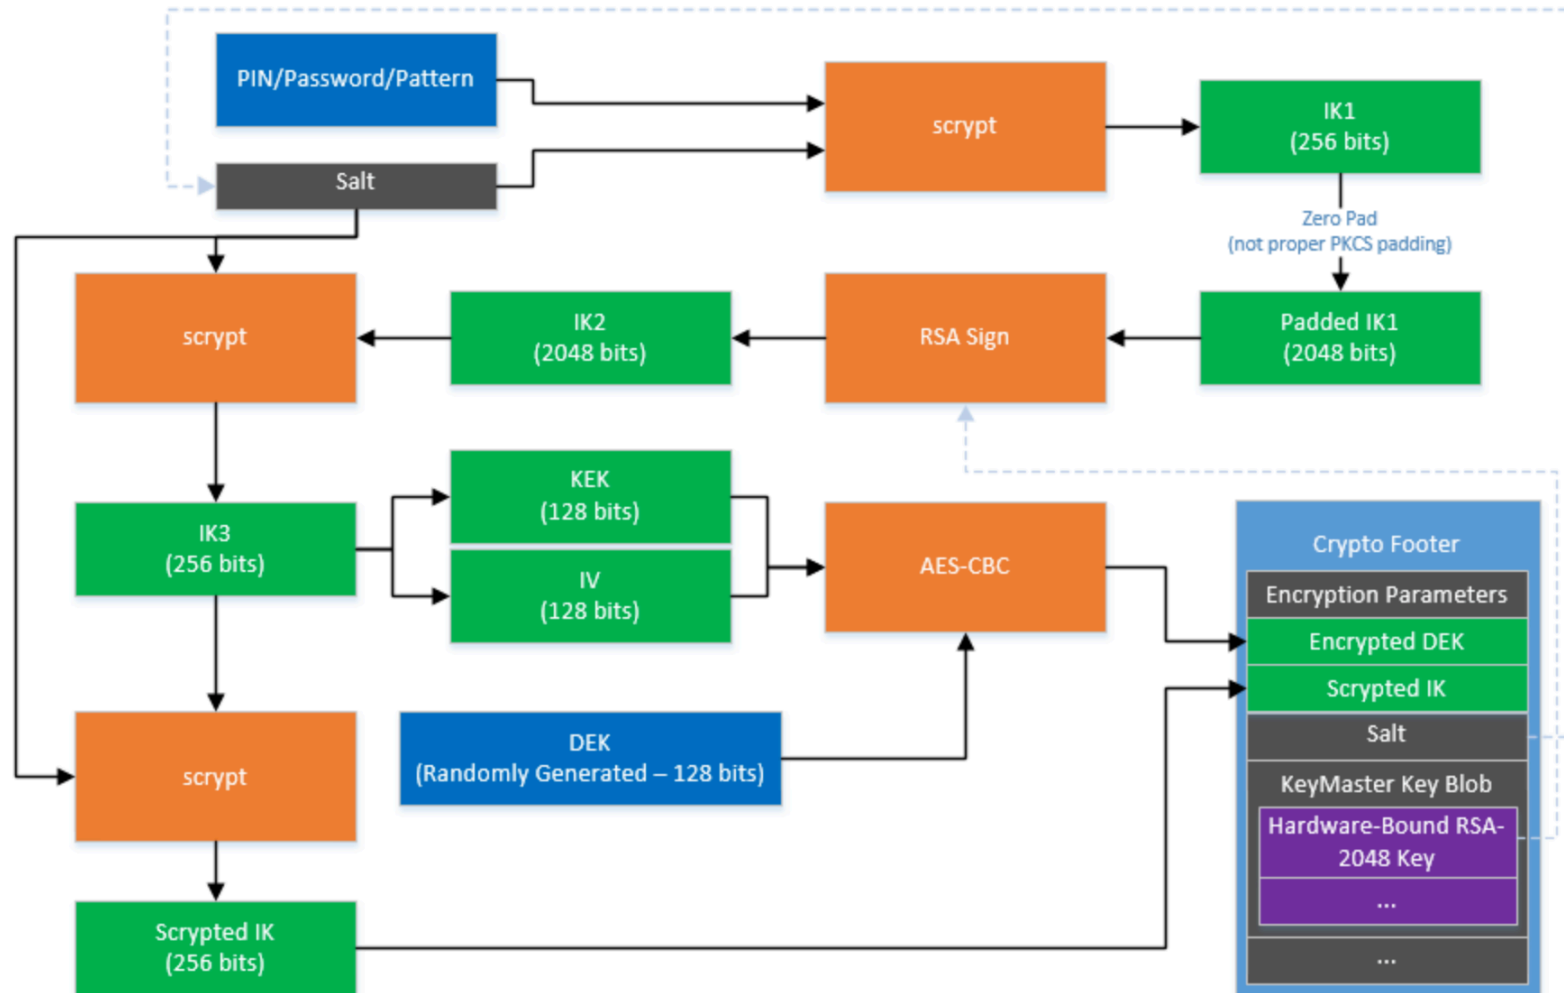 PIN/Password/Pattern
scrypt
IK1
(256 bits)
Salt
Zero Pad
(not proper PKCS padding)
scrypt
IK2
(2048 bits)
RSA Sign
Padded IK1
(2048 bits)
KEK
(128 bits)
IK3
(256 bits)
IV
(128 bits)
AES-CBC
Crypto Footer
Encryption Parameters
Encrypted DEK
Scrypted IK
Salt
KeyMaster Key Blob
Hardware-Bound RSA-
2048 Key
...
...
scrypt
DEK
(Randomly Generated – 128 bits)
Scrypted IK
(256 bits)